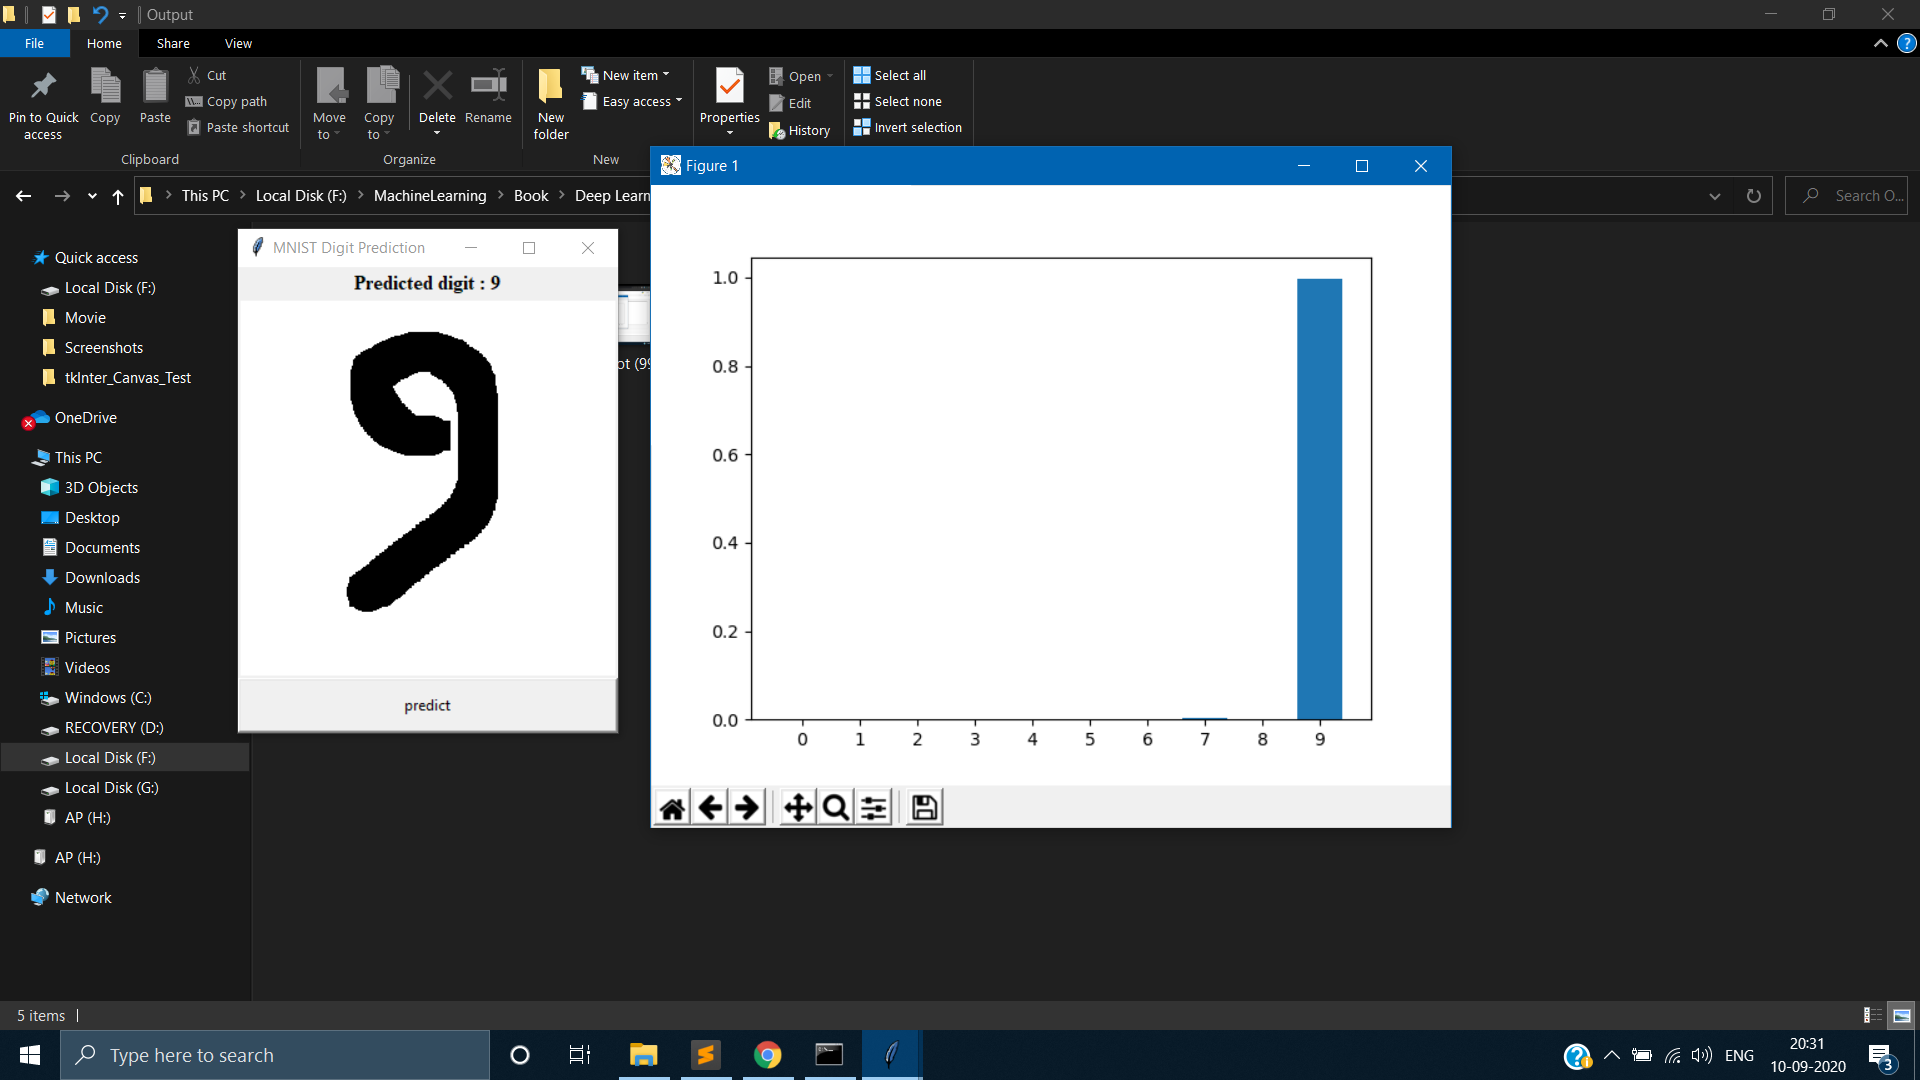 Output
File Home Share View
Pin to Quick access
Copy
Paste
Cut
Copy path
Paste shortcut
Clipboard
Move to
Copy to
Delete
Rename
Organize
New folder
New item
Easy access
New
Properties
Open
Edit
History
Select all
Select none
Invert selection
This PC > Local Disk (F:) > MachineLearning > Book > Deep Learn
Search O...
Quick access
Local Disk (F:)
Movie
Screenshots
tkInter_Canvas_Test
OneDrive
This PC
3D Objects
Desktop
Documents
Downloads
Music
Pictures
Videos
Windows (C:)
RECOVERY (D:)
Local Disk (F:)
Local Disk (G:)
AP (H:)
AP (H:)
Network
MNIST Digit Prediction
Predicted digit : 9
9
predict
Figure 1
1.0
0.8
0.6
0.4
0.2
0.0
0 1 2 3 4 5 6 7 8 9
5 items
Type here to search
ENG
20:31
10-09-2020
3